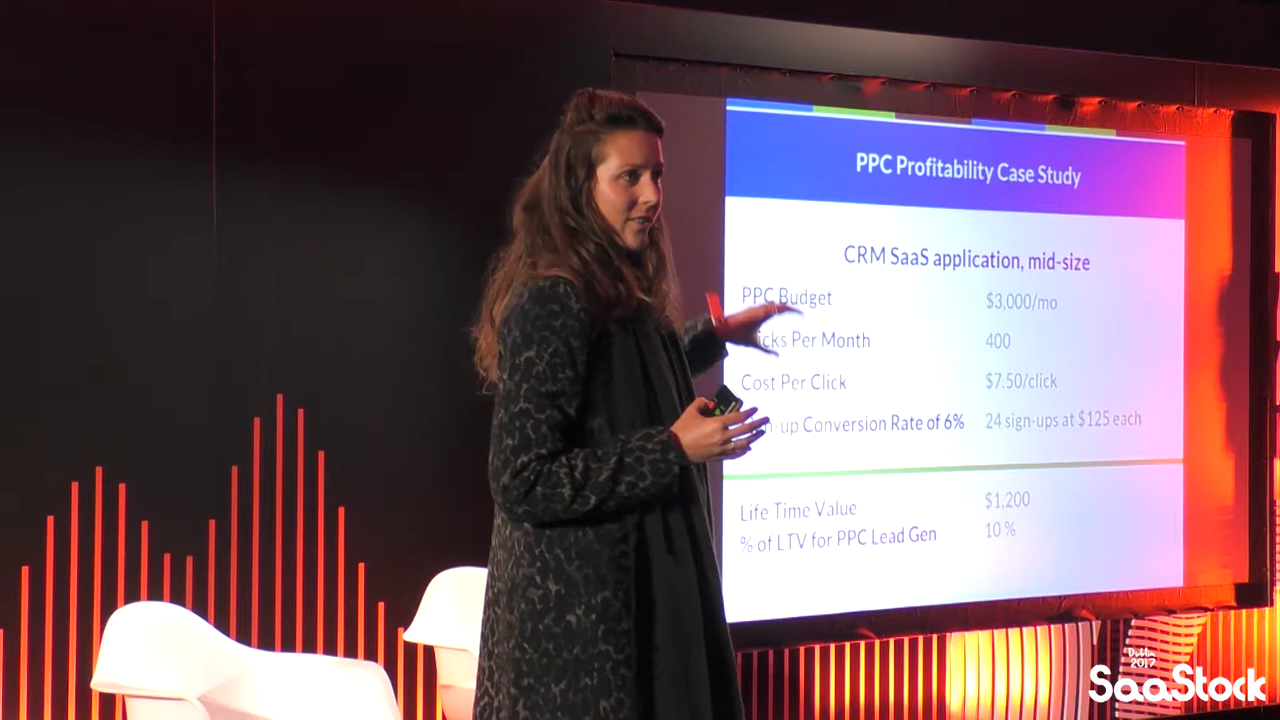 PPC Profitability Case Study
CRM SaaS application, mid-size
PPC Budget $3,000/mo
Per Month 400
Cost Per Click $7.50/click
Conversion Rate of 6% 24 sign-ups at $125 each
Life Time Value $1,200
% of LTV for PPC Lead Gen 10 %
Dublin
2017
SaaStock